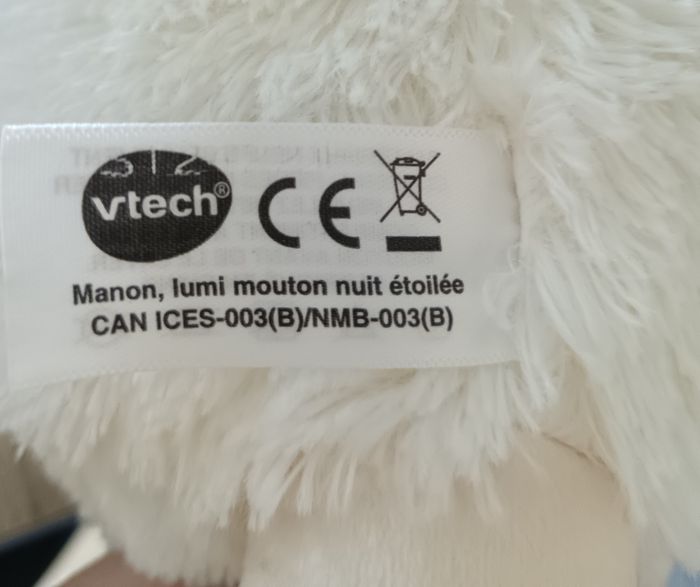 vtech®
CE
Manon, lumi mouton nuit étoilée
CAN ICES-003(B)/NMB-003(B)